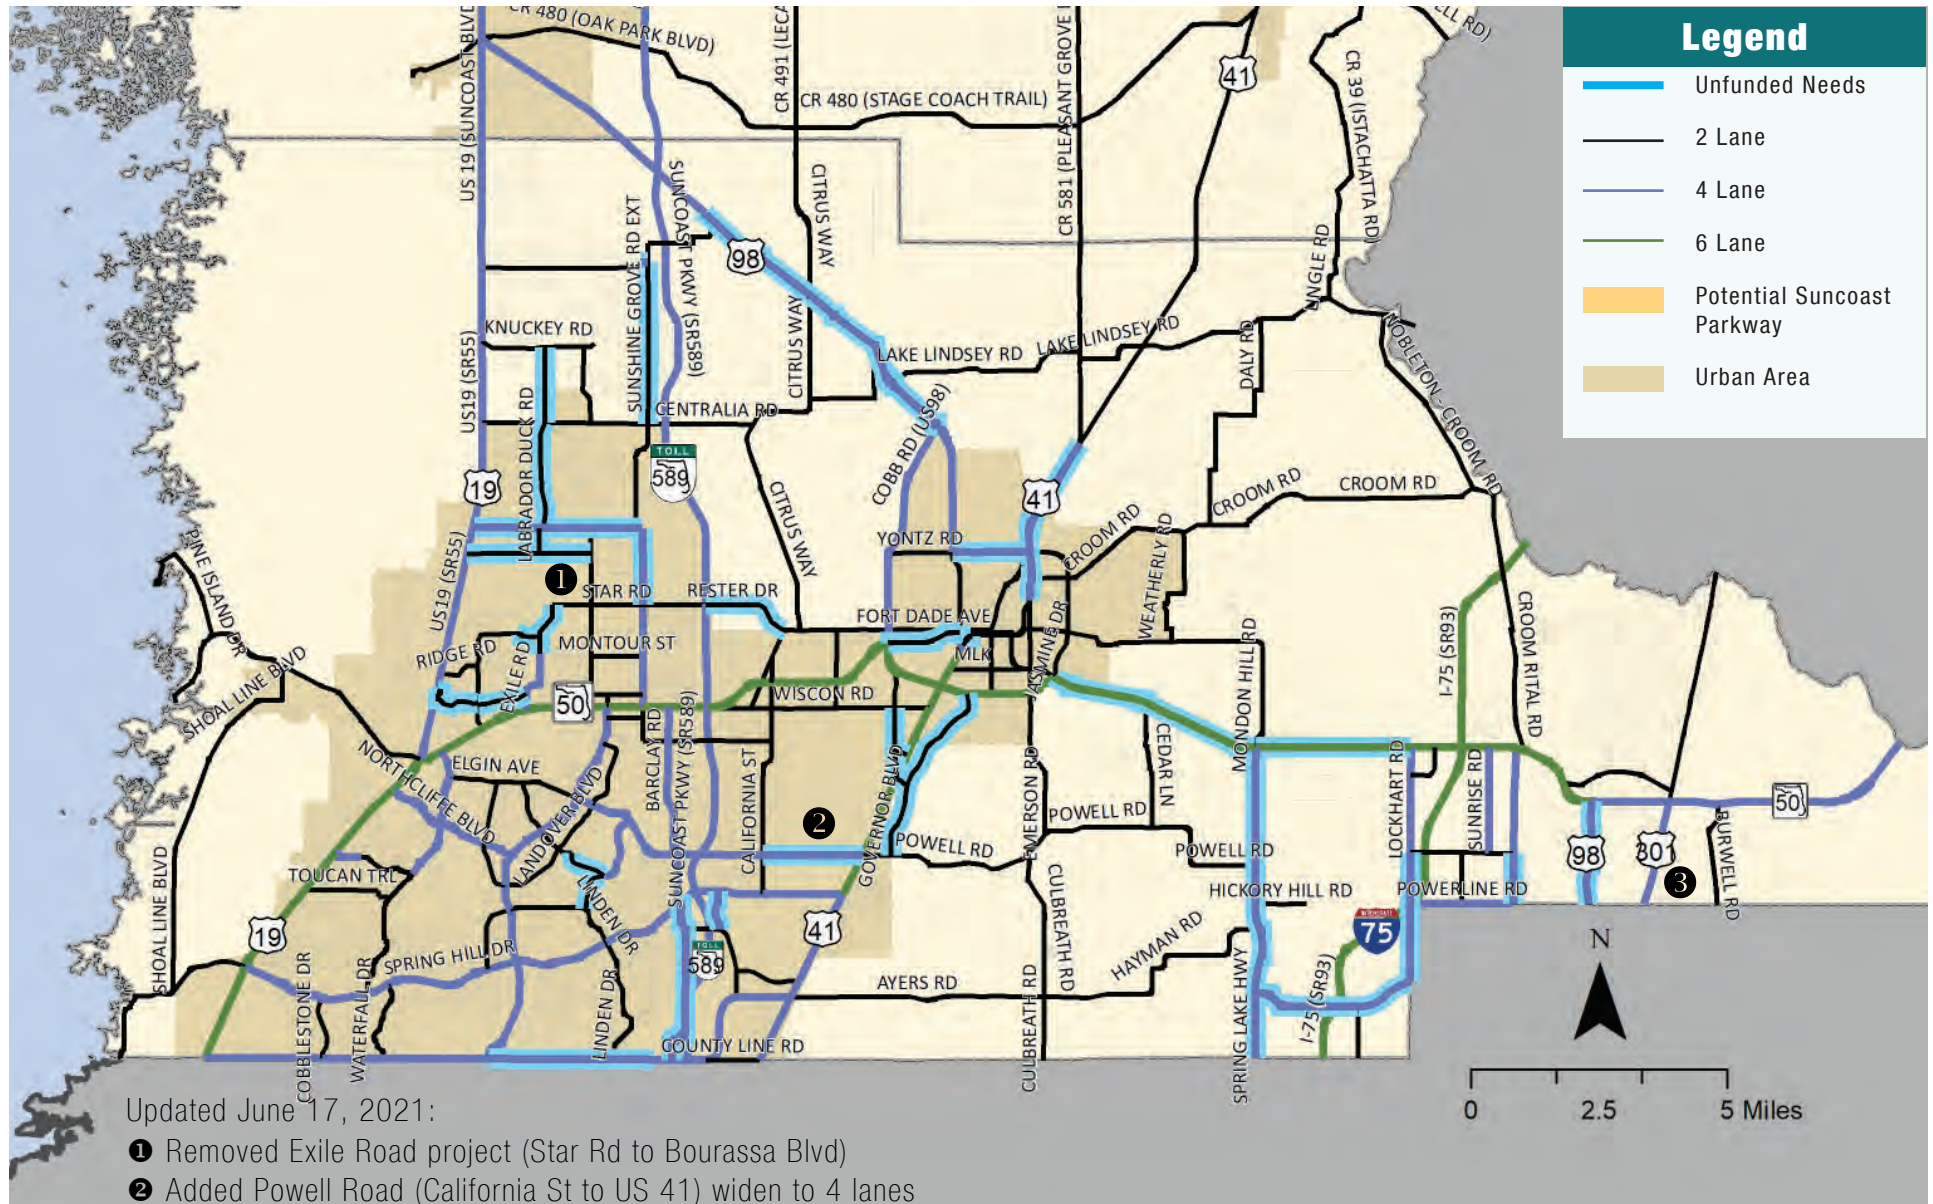 CR 480 (OAK PARK BLVD)
US 19 (SUNCOAST BLVD)
CR 491 (LECA
CR 581 (PLEASANT GROVE
ELL RD)
41
CR 480 (STAGE COACH TRAIL)
CR 39 (ISTACHATTA RD)
Legend
Unfunded Needs
2 Lane
4 Lane
6 Lane
Potential Suncoast
Parkway
Urban Area
SUNCOAST PKWY (SR589)
CITRUS WAY
SUNSHINE GROVE RD EXT
98
LINGLE RD
KNUCKEY RD
US19 (SR55)
CITRUS WAY
LAKE LINDSEY RD
LAKE LINDSEY RD
DALY RD
NOBLETON - CROOM RD
LABRADOR DUCK RD
CENTRALIA RD
COBB RD (US98)
TOLL
589
19
CITRUS WAY
41
CROOM RD
CROOM RD
CROOM RD
YONTZ RD
WEATHERLY RD
PINE ISLAND DR
US19 (SR55)
1
STAR RD
RESTER DR
FORT DADE AVE
JASMINE DR
MONDON HILL RD
I-75 (SR93)
CROOM RITAL RD
RIDGE RD
EXILE RD
MONTOUR ST
MLK
SHOAL LINE BLVD
50
WISCON RD
BARCLAY RD
SUNCOAST PKWY (SR589)
NORTHCLIFFE BLVD
ELGIN AVE
LANDOVER BLVD
CALIFORNIA ST
GOVERNOR BLVD
EMERSON RD
CEDAR LN
LOCKHART RD
SUNRISE RD
50
2
POWELL RD
POWELL RD
POWELL RD
98
301
BURWELL RD
3
TOUCAN TRL
LINDEN DR
HICKORY HILL RD
POWERLINE RD
SHOAL LINE BLVD
19
SPRING HILL DR
TOLL
589
41
CULBREATH RD
HAYMAN RD
INTERSTATE
75
N
COBBLESTONE DR
WATERFALL DR
LINDEN DR
AYERS RD
CULBREATH RD
SPRING LAKE HWY
I-75 (SR93)
COUNTY LINE RD
0 2.5 5 Miles
Updated June 17, 2021:
❶ Removed Exile Road project (Star Rd to Bourassa Blvd)
❷ Added Powell Road (California St to US 41) widen to 4 lanes